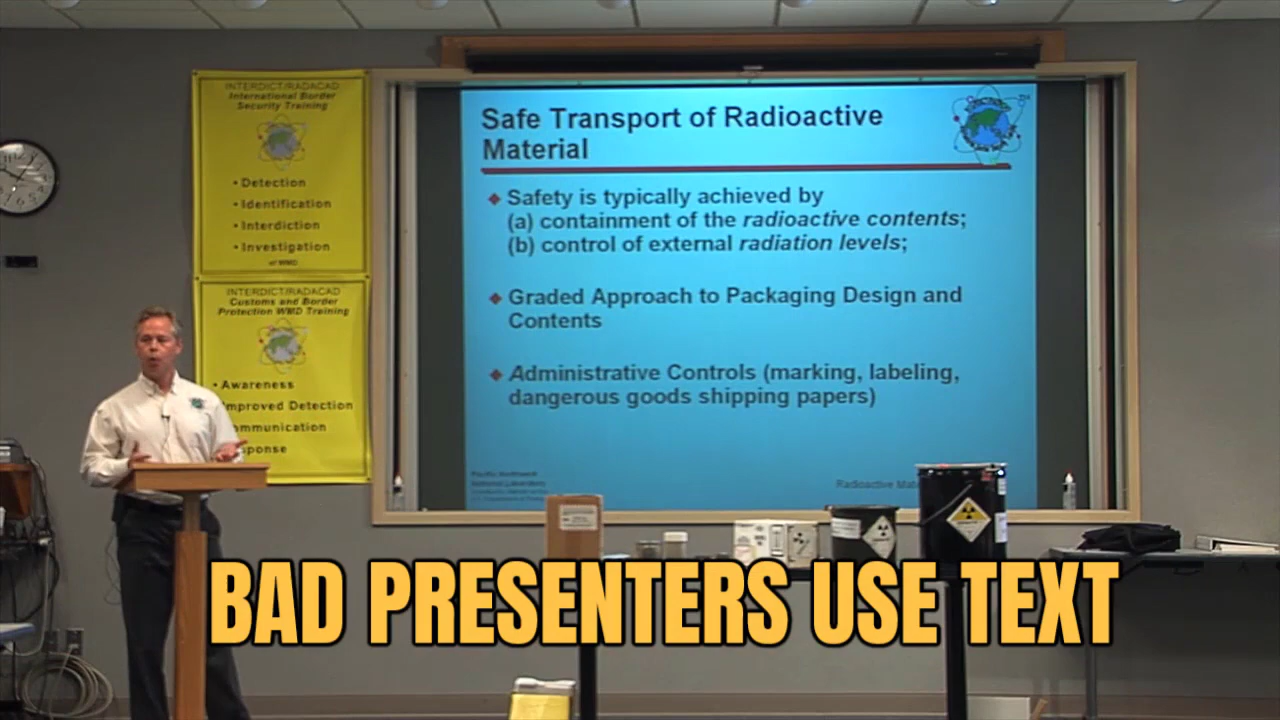 INTERDICT/RADACAD
International Border
Security Training
• Detection
• Identification
• Interdiction
• Investigation
of WMD
INTERDICT/RADACAD
Customs and Border
Protection WMD Training
• Awareness
mproved Detection
ommunication
ponse
Safe Transport of Radioactive
Material
Safety is typically achieved by
(a) containment of the radioactive contents;
(b) control of external radiation levels;
Graded Approach to Packaging Design and
Contents
Administrative Controls (marking, labeling,
dangerous goods shipping papers)
Pacific Northwest
National Laboratory
Radioactive
BAD PRESENTERS USE TEXT